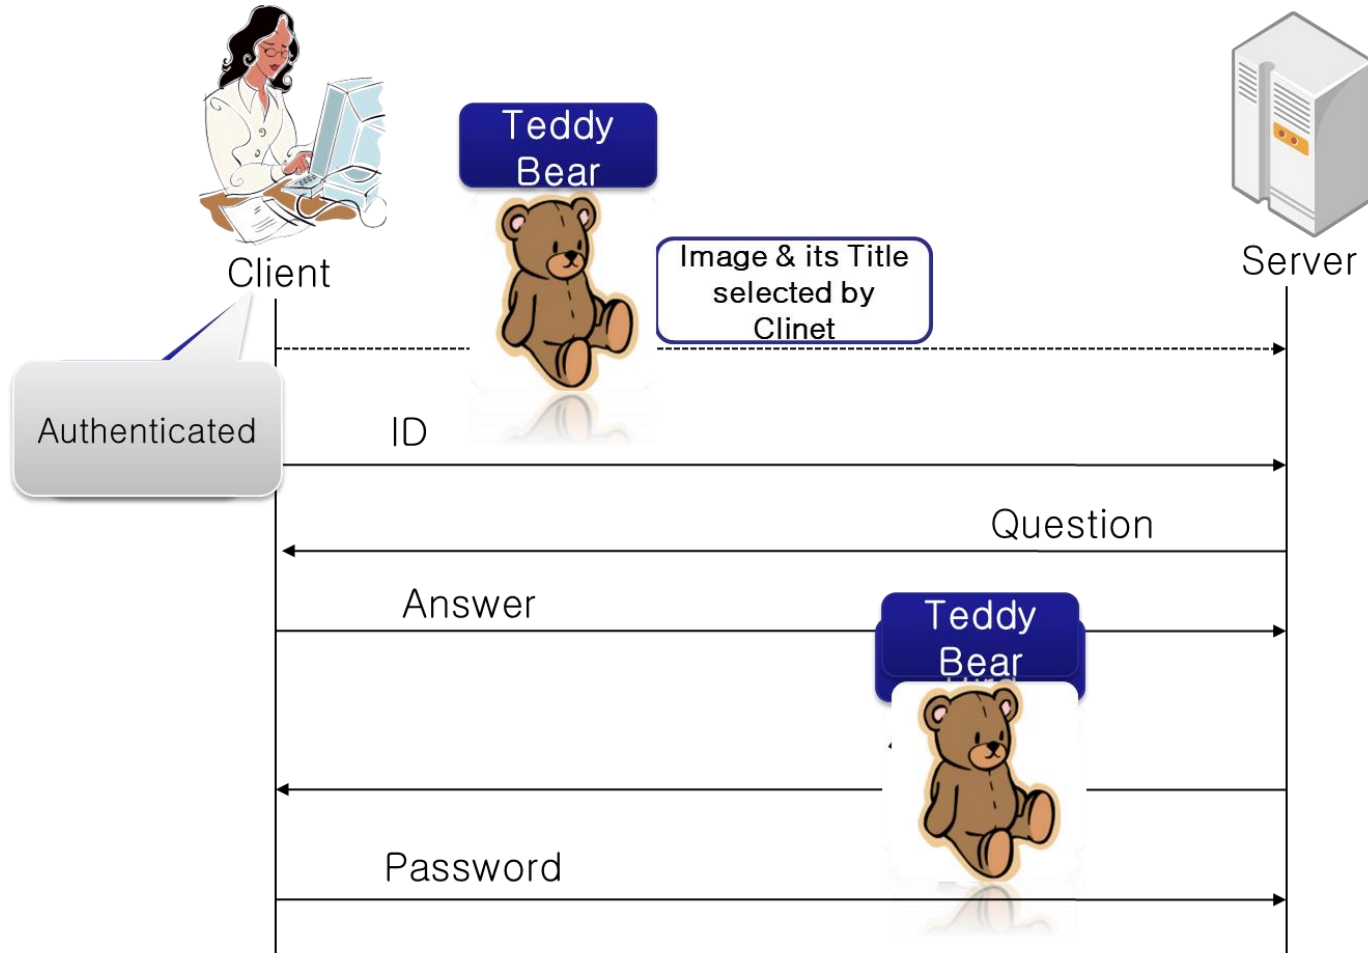 Teddy
Bear
Client
Image & its Title
selected by
Clinet
Server
Authenticated
ID
Question
Answer
Teddy
Bear
Password